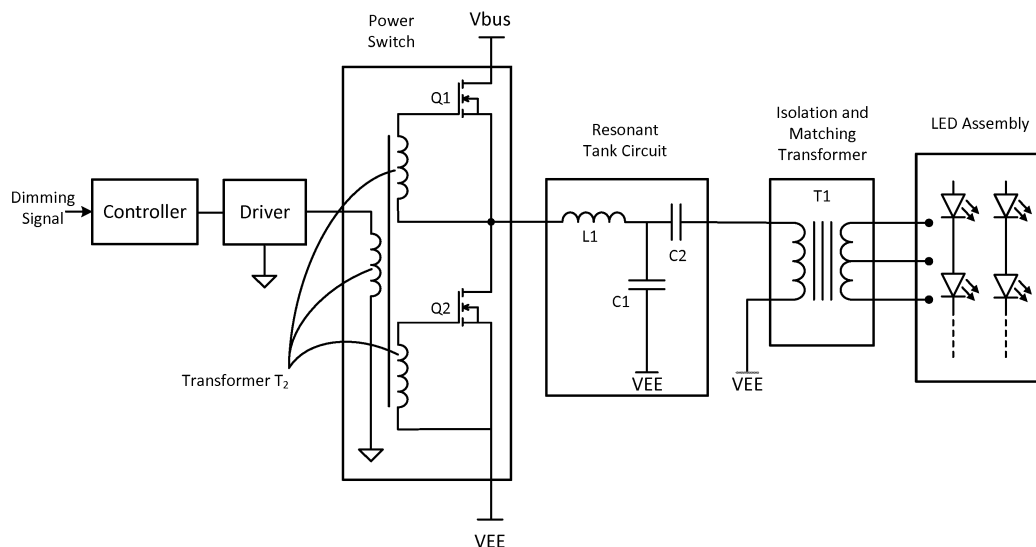 Power
Switch
Vbus
Q1
Resonant
Tank Circuit
Isolation and
Matching
Transformer
LED Assembly
Dimming
Signal
Controller
Driver
T1
L1
C2
C1
Q2
VEE
VEE
Transformer T₂
VEE